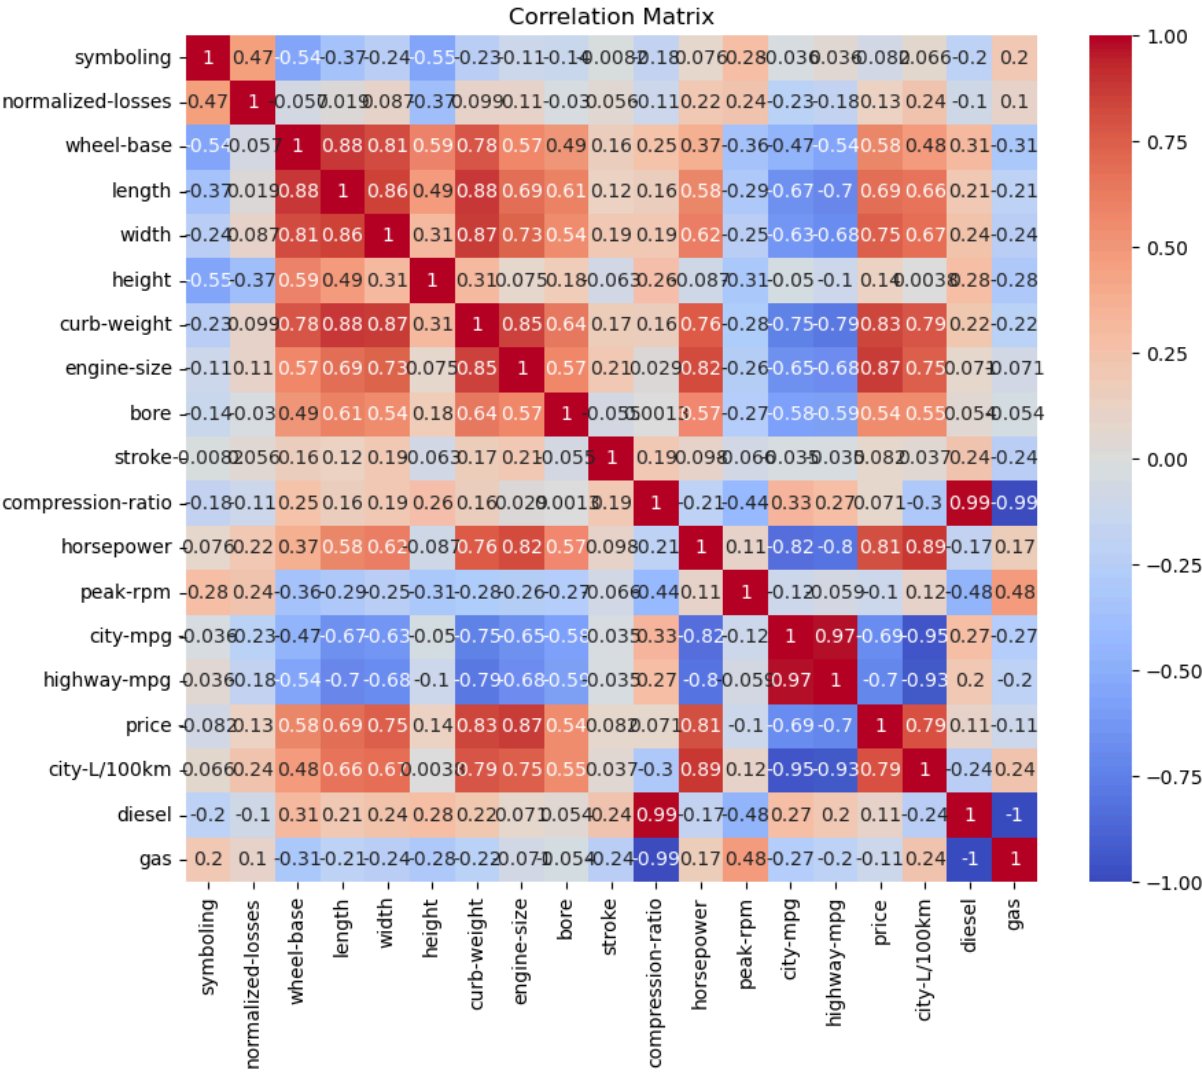 Correlation Matrix
symboling 1 0.47 -0.54 -0.37 -0.24 -0.55 -0.23 -0.11 -0.14 -0.0082 -0.18 0.076 0.28 -0.036 0.036 -0.082 0.066 -0.2 0.2
normalized-losses 0.47 1 -0.057 0.019 0.087 -0.37 0.099 0.11 -0.03 0.056 -0.11 0.22 0.24 -0.23 -0.18 0.13 0.24 -0.1 0.1
wheel-base -0.54 -0.057 1 0.88 0.81 0.59 0.78 0.57 0.49 0.16 0.25 0.37 -0.36 -0.47 -0.54 0.58 0.48 0.31 -0.31
length -0.37 0.019 0.88 1 0.86 0.49 0.88 0.69 0.61 0.12 0.16 0.58 -0.29 -0.67 -0.7 0.69 0.66 0.21 -0.21
width -0.24 0.087 0.81 0.86 1 0.31 0.87 0.73 0.54 0.19 0.19 0.62 -0.25 -0.63 -0.68 0.75 0.67 0.24 -0.24
height -0.55 -0.37 0.59 0.49 0.31 1 0.31 0.075 0.18 -0.063 0.26 -0.087 -0.31 -0.05 -0.1 0.14 0.0038 0.28 -0.28
curb-weight -0.23 0.099 0.78 0.88 0.87 0.31 1 0.85 0.64 0.17 0.16 0.76 -0.28 -0.75 -0.79 0.83 0.79 0.22 -0.22
engine-size -0.11 0.11 0.57 0.69 0.73 0.075 0.85 1 0.57 0.21 0.029 0.82 -0.26 -0.65 -0.68 0.87 0.75 0.071 -0.071
bore -0.14 -0.03 0.49 0.61 0.54 0.18 0.64 0.57 1 -0.055 0.0013 0.57 -0.27 -0.58 -0.59 0.54 0.55 0.054 -0.054
stroke -0.0082 0.056 0.16 0.12 0.19 -0.063 0.17 0.21 -0.055 1 0.19 0.098 -0.066 -0.035 -0.035 0.082 0.037 0.24 -0.24
compression-ratio -0.18 -0.11 0.25 0.16 0.19 0.26 0.16 0.029 0.0013 0.19 1 -0.21 -0.44 0.33 0.27 0.071 -0.3 0.99 -0.99
horsepower 0.076 0.22 0.37 0.58 0.62 -0.087 0.76 0.82 0.57 0.098 -0.21 1 0.11 -0.82 -0.8 0.81 0.89 -0.17 0.17
peak-rpm 0.28 0.24 -0.36 -0.29 -0.25 -0.31 -0.28 -0.26 -0.27 -0.066 -0.44 0.11 1 -0.12 -0.059 -0.1 0.12 -0.48 0.48
city-mpg -0.036 -0.23 -0.47 -0.67 -0.63 -0.05 -0.75 -0.65 -0.58 -0.035 0.33 -0.82 -0.12 1 0.97 -0.69 -0.95 0.27 -0.27
highway-mpg 0.036 -0.18 -0.54 -0.7 -0.68 -0.1 -0.79 -0.68 -0.59 -0.035 0.27 -0.8 -0.059 0.97 1 -0.7 -0.93 0.2 -0.2
price -0.082 0.13 0.58 0.69 0.75 0.14 0.83 0.87 0.54 0.082 0.071 0.81 -0.1 -0.69 -0.7 1 0.79 0.11 -0.11
city-L/100km 0.066 0.24 0.48 0.66 0.67 0.0038 0.79 0.75 0.55 0.037 -0.3 0.89 0.12 -0.95 -0.93 0.79 1 -0.24 0.24
diesel -0.2 -0.1 0.31 0.21 0.24 0.28 0.22 0.071 0.054 0.24 0.99 -0.17 -0.48 0.27 0.2 0.11 -0.24 1 -1
gas 0.2 0.1 -0.31 -0.21 -0.24 -0.28 -0.22 -0.071 -0.054 -0.24 -0.99 0.17 0.48 -0.27 -0.2 -0.11 0.24 -1 1
symboling
normalized-losses
wheel-base
length
width
height
curb-weight
engine-size
bore
stroke
compression-ratio
horsepower
peak-rpm
city-mpg
highway-mpg
price
city-L/100km
diesel
gas
1.00
0.75
0.50
0.25
0.00
−0.25
−0.50
−0.75
−1.00